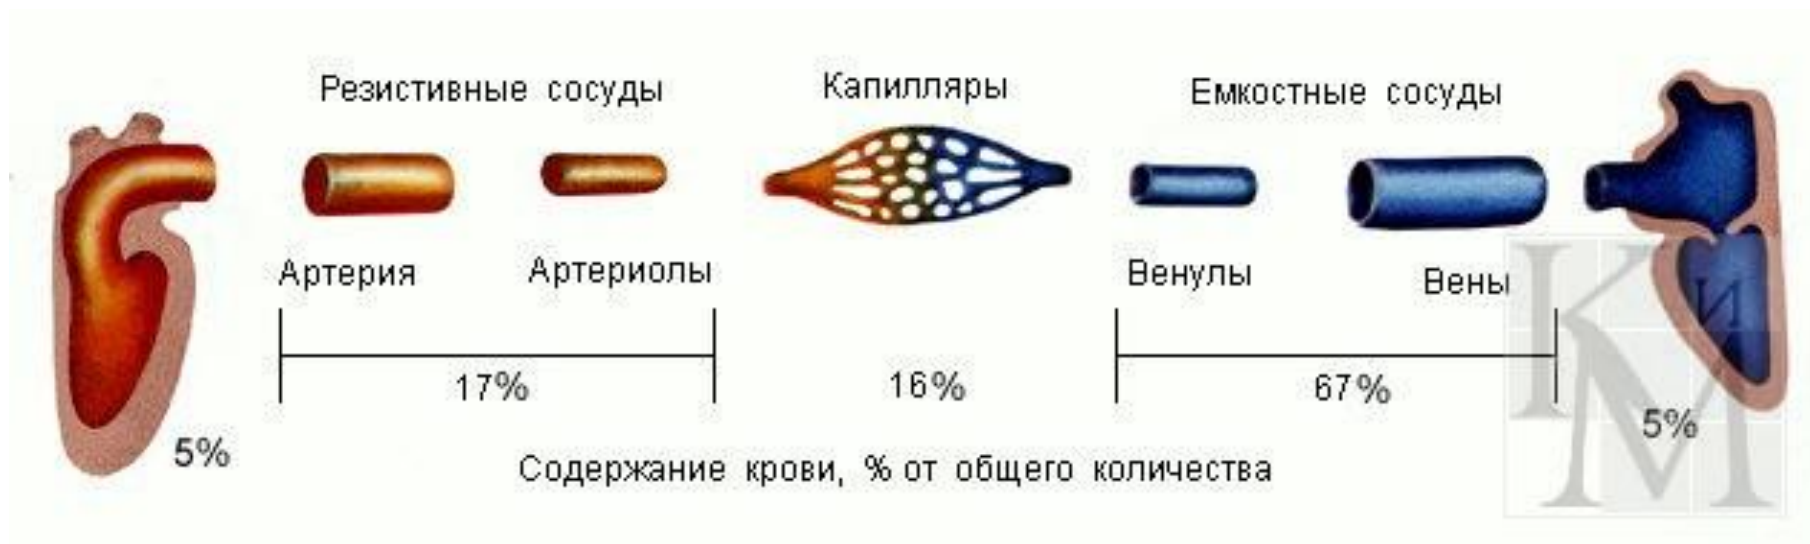 Резистивные сосуды
Капилляры
Емкостные сосуды
Артерия
Артериолы
Венулы
Вены
17%
16%
67%
5%
5%
Содержание крови, % от общего количества
КиМ